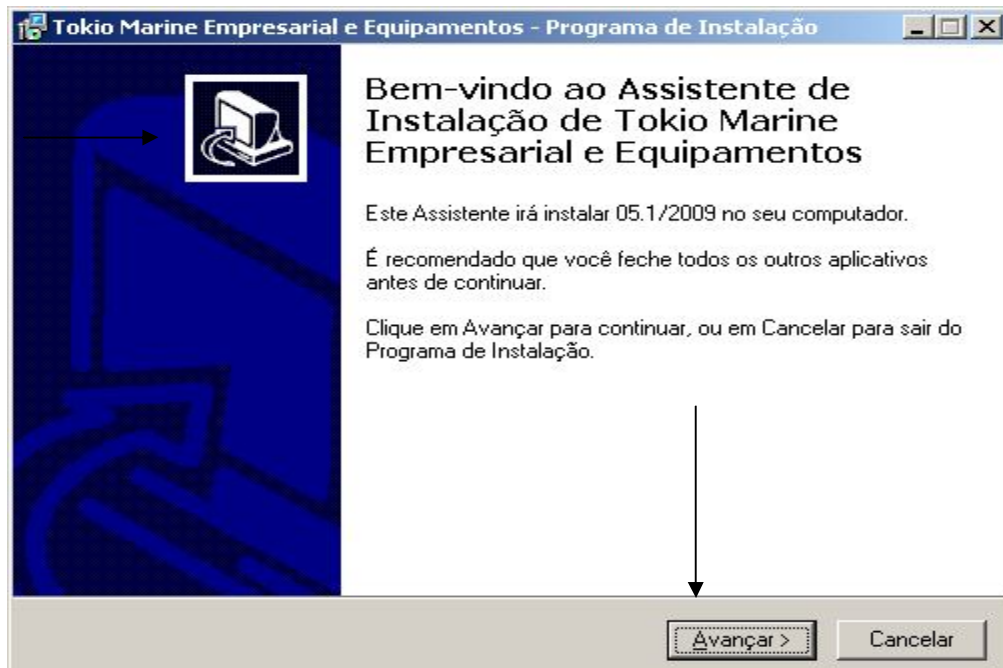 Tokio Marine Empresarial e Equipamentos - Programa de Instalação
Bem-vindo ao Assistente de
Instalação de Tokio Marine
Empresarial e Equipamentos
Este Assistente irá instalar 05.1/2009 no seu computador.
É recomendado que você feche todos os outros aplicativos
antes de continuar.
Clique em Avançar para continuar, ou em Cancelar para sair do
Programa de Instalação.
Avançar >
Cancelar